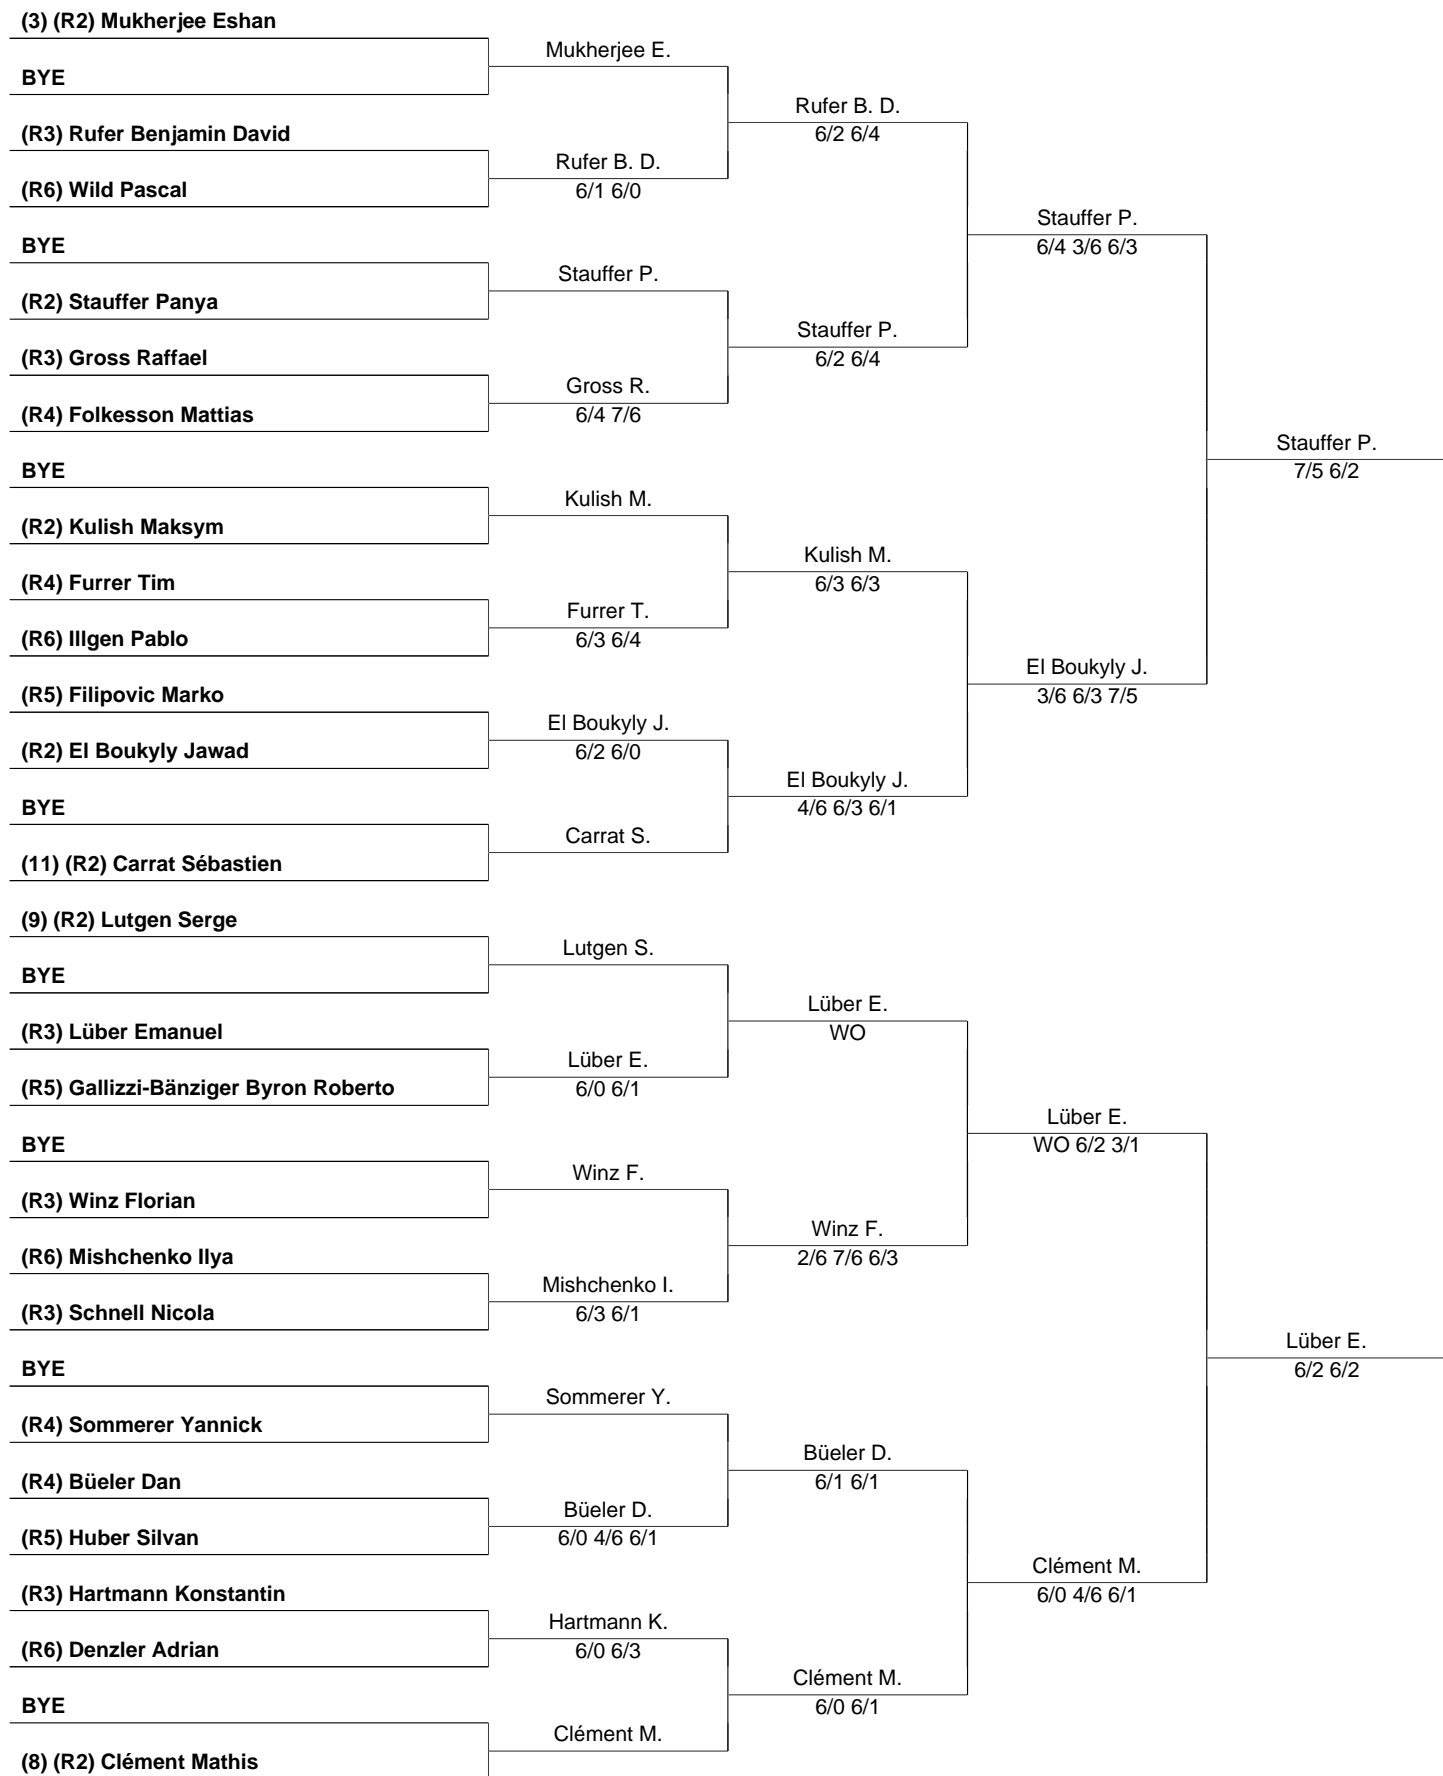 (3) (R2) Mukherjee Eshan
Mukherjee E.
BYE
Rufer B. D.
6/2 6/4
(R3) Rufer Benjamin David
Rufer B. D.
6/1 6/0
(R6) Wild Pascal
Stauffer P.
6/4 3/6 6/3
BYE
Stauffer P.
(R2) Stauffer Panya
Stauffer P.
6/2 6/4
(R3) Gross Raffael
Gross R.
6/4 7/6
(R4) Folkesson Mattias
Stauffer P.
7/5 6/2
BYE
Kulish M.
(R2) Kulish Maksym
Kulish M.
6/3 6/3
(R4) Furrer Tim
Furrer T.
6/3 6/4
(R6) Illgen Pablo
El Boukyly J.
3/6 6/3 7/5
(R5) Filipovic Marko
El Boukyly J.
6/2 6/0
(R2) El Boukyly Jawad
El Boukyly J.
4/6 6/3 6/1
BYE
Carrat S.
(11) (R2) Carrat Sébastien
(9) (R2) Lutgen Serge
Lutgen S.
BYE
Lüber E.
WO
(R3) Lüber Emanuel
Lüber E.
6/0 6/1
(R5) Gallizzi-Bänziger Byron Roberto
Lüber E.
WO 6/2 3/1
BYE
Winz F.
(R3) Winz Florian
Winz F.
2/6 7/6 6/3
(R6) Mishchenko Ilya
Mishchenko I.
6/3 6/1
(R3) Schnell Nicola
Lüber E.
6/2 6/2
BYE
Sommerer Y.
(R4) Sommerer Yannick
Büeler D.
6/1 6/1
(R4) Büeler Dan
Büeler D.
6/0 4/6 6/1
(R5) Huber Silvan
Clément M.
6/0 4/6 6/1
(R3) Hartmann Konstantin
Hartmann K.
6/0 6/3
(R6) Denzler Adrian
Clément M.
6/0 6/1
BYE
Clément M.
(8) (R2) Clément Mathis